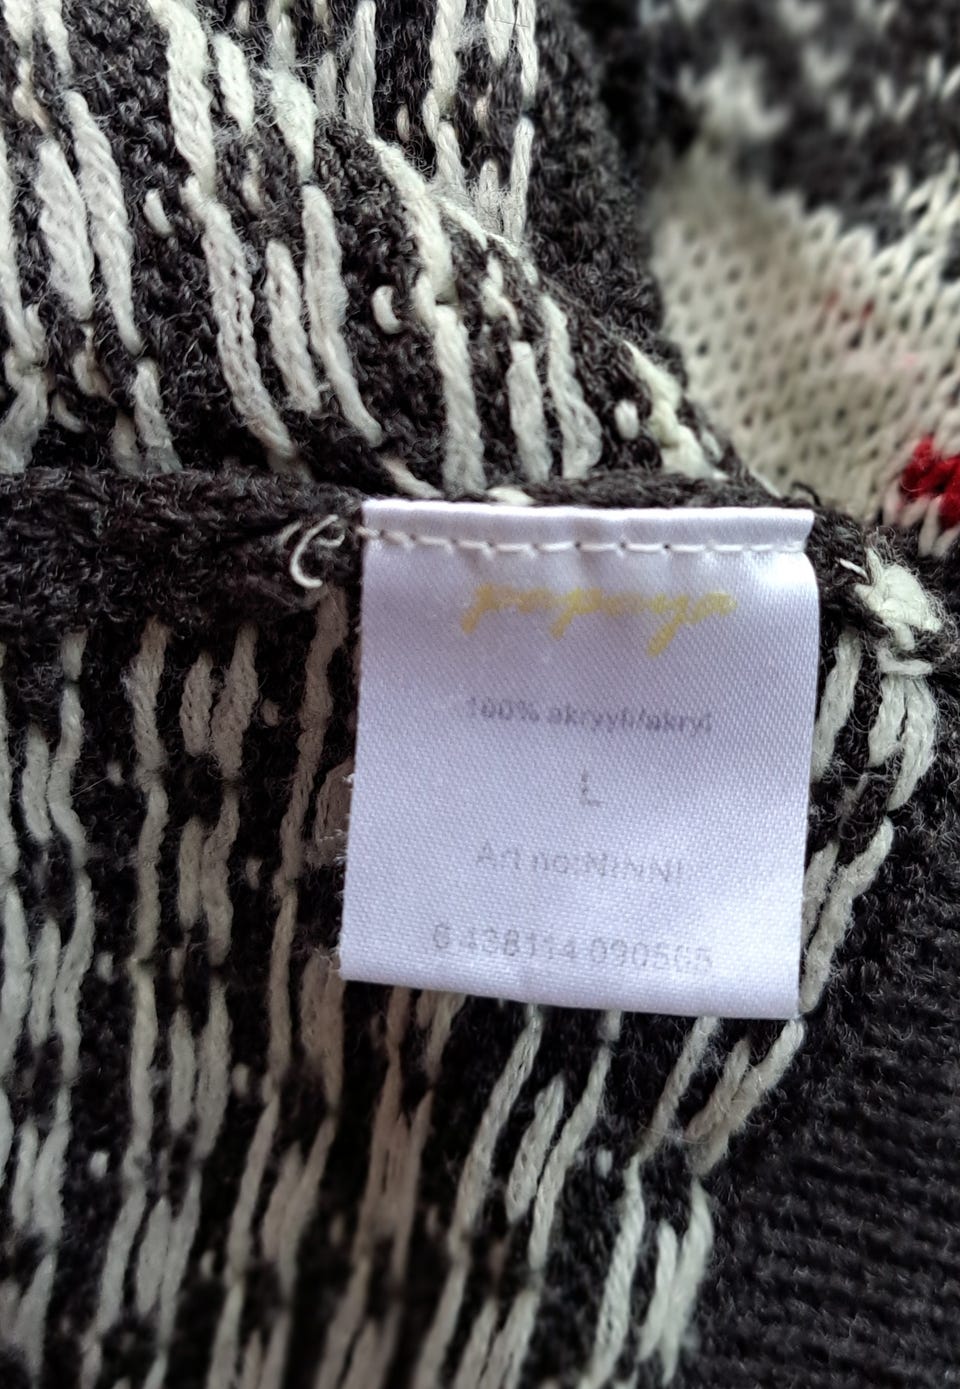 papaya
100% akryyli/akryl
L
Art no:NINNI
6 438114 090565